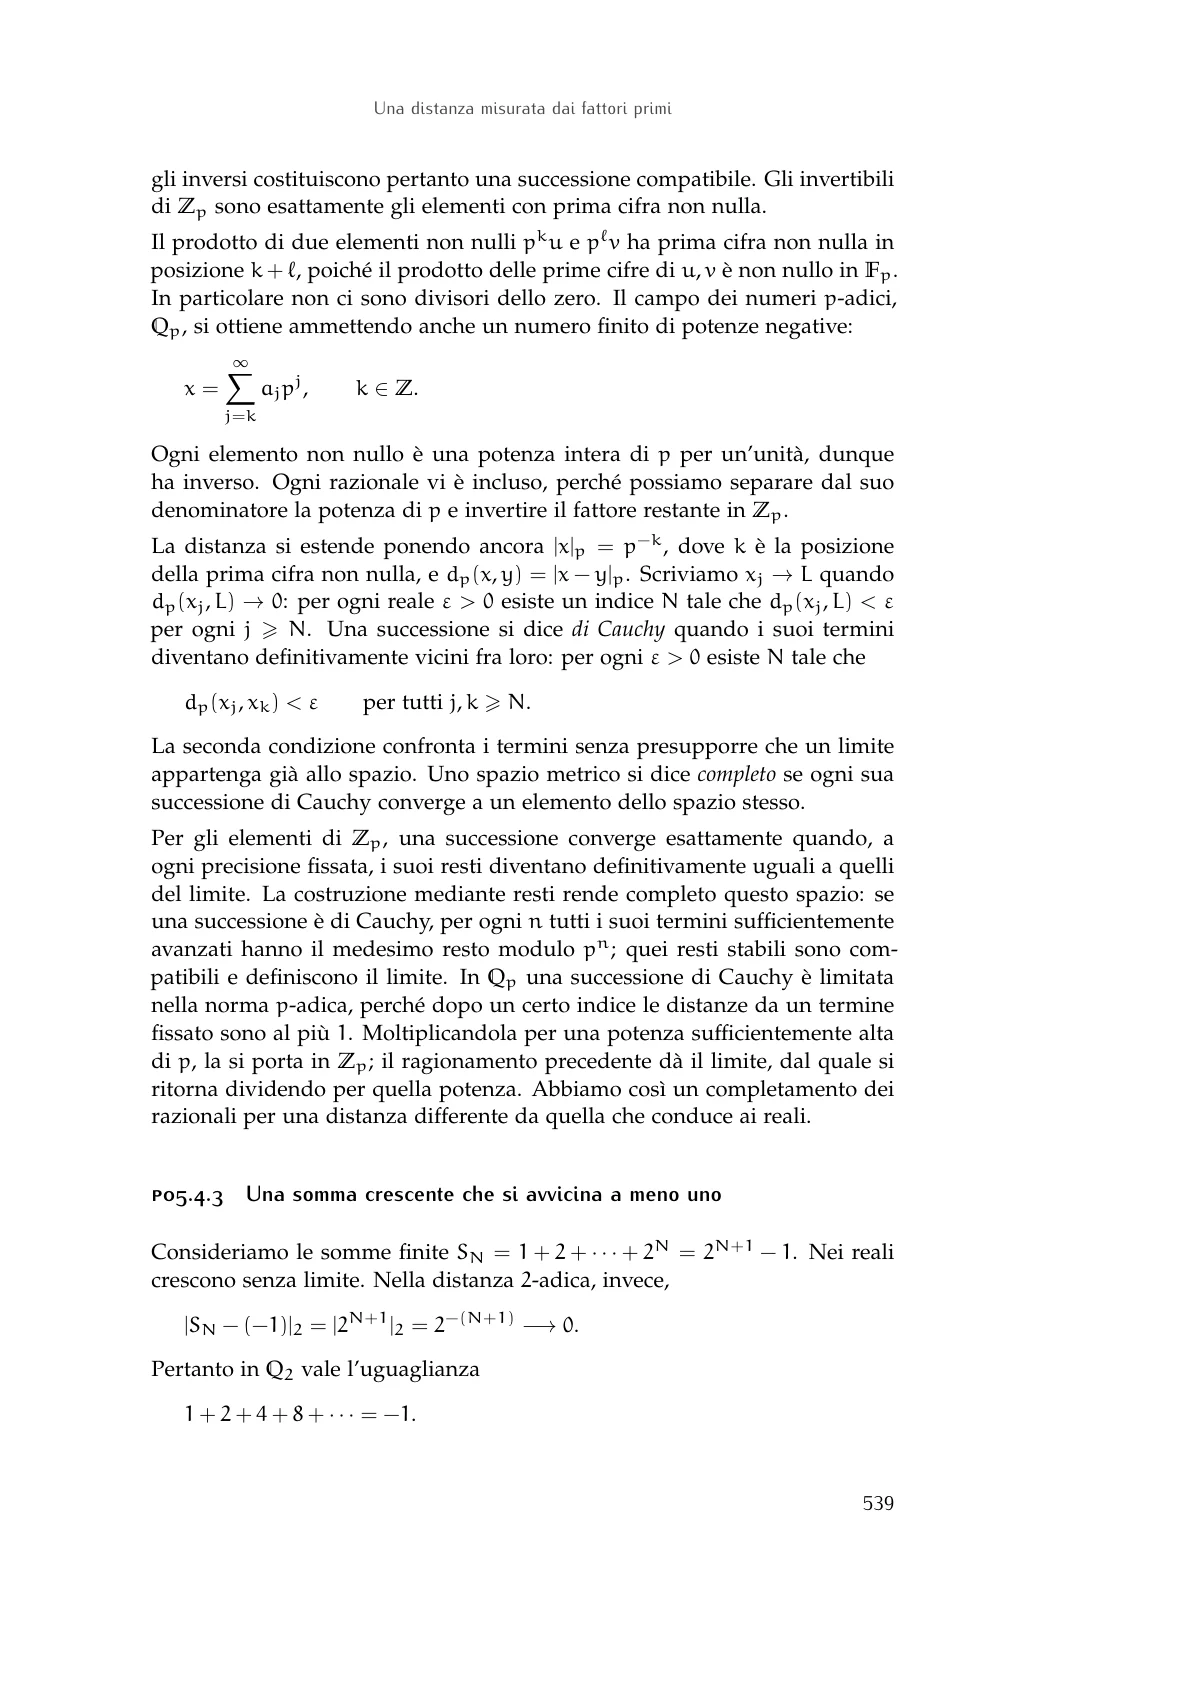 Una distanza misurata dai fattori primi
gli inversi costituiscono pertanto una successione compatibile. Gli invertibili
di ℤₚ sono esattamente gli elementi con prima cifra non nulla.
Il prodotto di due elementi non nulli pᵏu e p^ℓv ha prima cifra non nulla in
posizione k + ℓ, poiché il prodotto delle prime cifre di u, v è non nullo in 𝔽ₚ.
In particolare non ci sono divisori dello zero. Il campo dei numeri p-adici,
ℚₚ, si ottiene ammettendo anche un numero finito di potenze negative:
x = ∑_{j=k}^{∞} a_j p^j, k ∈ ℤ.
Ogni elemento non nullo è una potenza intera di p per un'unità, dunque
ha inverso. Ogni razionale vi è incluso, perché possiamo separare dal suo
denominatore la potenza di p e invertire il fattore restante in ℤₚ.
La distanza si estende ponendo ancora |x|ₚ = p⁻ᵏ, dove k è la posizione
della prima cifra non nulla, e dₚ(x, y) = |x − y|ₚ. Scriviamo x_j → L quando
dₚ(x_j, L) → 0: per ogni reale ε > 0 esiste un indice N tale che dₚ(x_j, L) < ε
per ogni j ⩾ N. Una successione si dice di Cauchy quando i suoi termini
diventano definitivamente vicini fra loro: per ogni ε > 0 esiste N tale che
dₚ(x_j, x_k) < ε per tutti j, k ⩾ N.
La seconda condizione confronta i termini senza presupporre che un limite
appartenga già allo spazio. Uno spazio metrico si dice completo se ogni sua
successione di Cauchy converge a un elemento dello spazio stesso.
Per gli elementi di ℤₚ, una successione converge esattamente quando, a
ogni precisione fissata, i suoi resti diventano definitivamente uguali a quelli
del limite. La costruzione mediante resti rende completo questo spazio: se
una successione è di Cauchy, per ogni n tutti i suoi termini sufficientemente
avanzati hanno il medesimo resto modulo pⁿ; quei resti stabili sono com-
patibili e definiscono il limite. In ℚₚ una successione di Cauchy è limitata
nella norma p-adica, perché dopo un certo indice le distanze da un termine
fissato sono al più 1. Moltiplicandola per una potenza sufficientemente alta
di p, la si porta in ℤₚ; il ragionamento precedente dà il limite, dal quale si
ritorna dividendo per quella potenza. Abbiamo così un completamento dei
razionali per una distanza differente da quella che conduce ai reali.
P05.4.3 Una somma crescente che si avvicina a meno uno
Consideriamo le somme finite S_N = 1 + 2 + ⋯ + 2^N = 2^{N+1} − 1. Nei reali
crescono senza limite. Nella distanza 2-adica, invece,
|S_N − (−1)|₂ = |2^{N+1}|₂ = 2^{−(N+1)} ⟶ 0.
Pertanto in ℚ₂ vale l'uguaglianza
1 + 2 + 4 + 8 + ⋯ = −1.
539